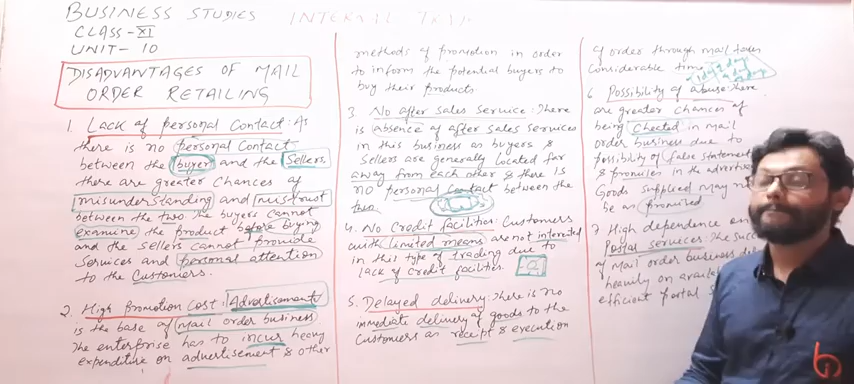 BUSINESS STUDIES INTERNAL TRADE
CLASS-XI
UNIT-10
DISADVANTAGES OF MAIL
ORDER RETAILING
1. Lack of personal contact: As
there is no personal contact
between the buyer and the sellers
there are greater chances of
misunderstanding and mistrust
between the two. The buyers cannot
examine the product before buying
and the sellers cannot provide
services and personal attention
to the customers.
2. High Promotion cost: Advertisement
is the base of mail order business
The enterprise has to incur heavy
expenditure on advertisement & other
methods of promotion in order
to inform the potential buyers to
buy their products.
3. No after sales service: There
is absence of after sales services
in this business as buyers &
sellers are generally located far
away from each other & there is
no personal contact between the
two
4. No Credit facilities: Customers
with limited means are not interested
in this type of trading due to
lack of credit facilities.
5. Delayed delivery: There is no
immediate delivery of goods to the
customers as receipt & execution
of order through mail takes
considerable time
6. Possibility of abuse: There
are greater chances of
being cheated in mail
order business due to
possibility of false statement
& promises in the
Goods supplied may
be as promised
7. High dependence on
Postal services: The
of mail order business
heavily on
efficient postal